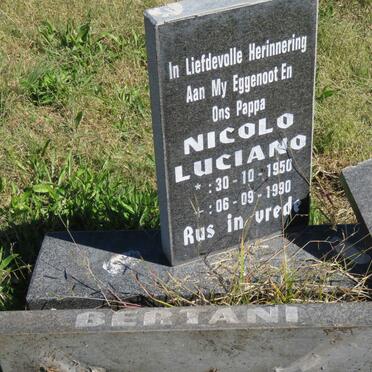 In Liefdevolle Herinnering
Aan My Eggenoot En
Ons Pappa
NICOLO
LUCIANO
* : 30 - 10 - 1950
- : 06 - 09 - 1990
Rus in vrede
BERTANI